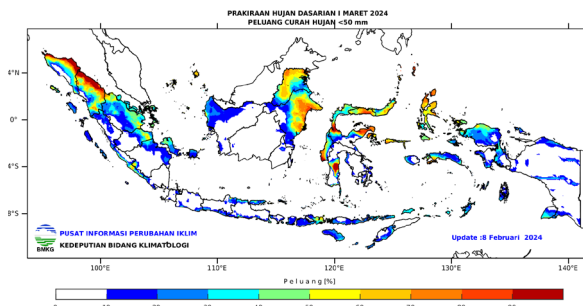 PRAKIRAAN HUJAN DASARIAN I MARET 2024
PELUANG CURAH HUJAN <50 mm
4°N
0°
4°S
8°S
PUSAT INFORMASI PERUBAHAN IKLIM
KEDEPUTIAN BIDANG KLIMATOLOGI
BMKG
Update :8 Februari 2024
100°E
110°E
120°E
130°E
140°E
Peluang [%]